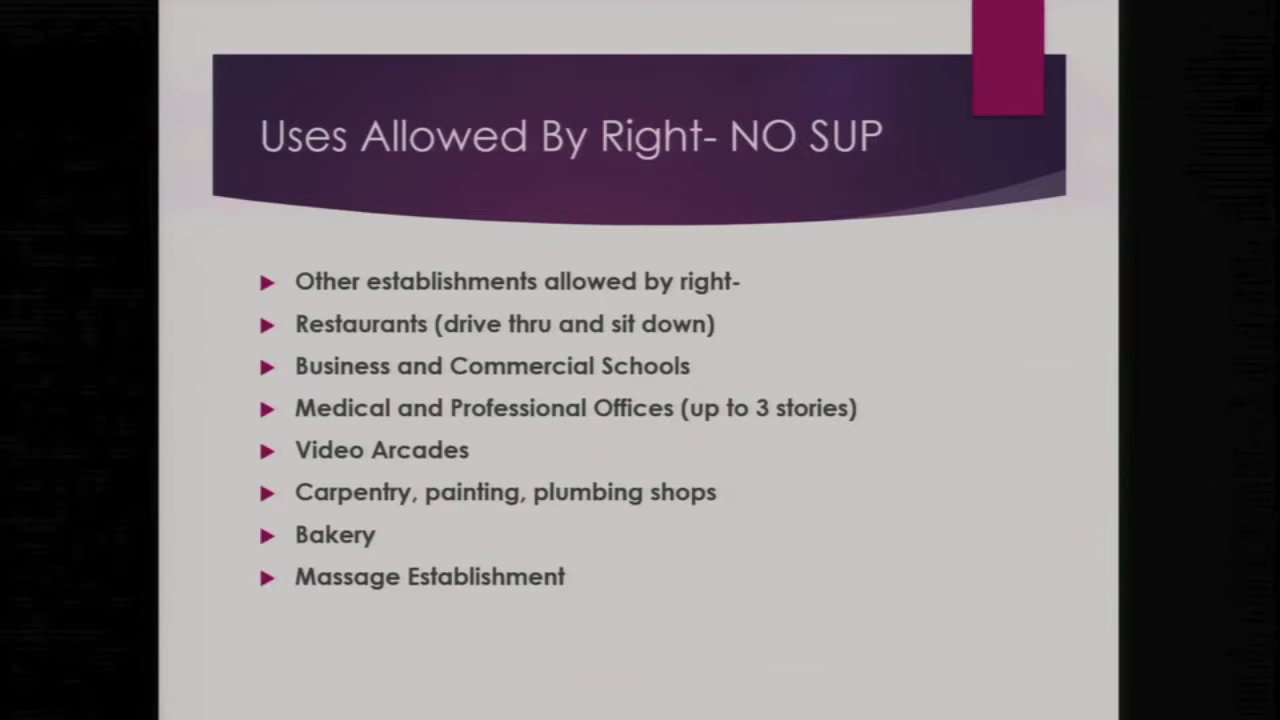 Uses Allowed By Right- NO SUP
Other establishments allowed by right-
Restaurants (drive thru and sit down)
Business and Commercial Schools
Medical and Professional Offices (up to 3 stories)
Video Arcades
Carpentry, painting, plumbing shops
Bakery
Massage Establishment